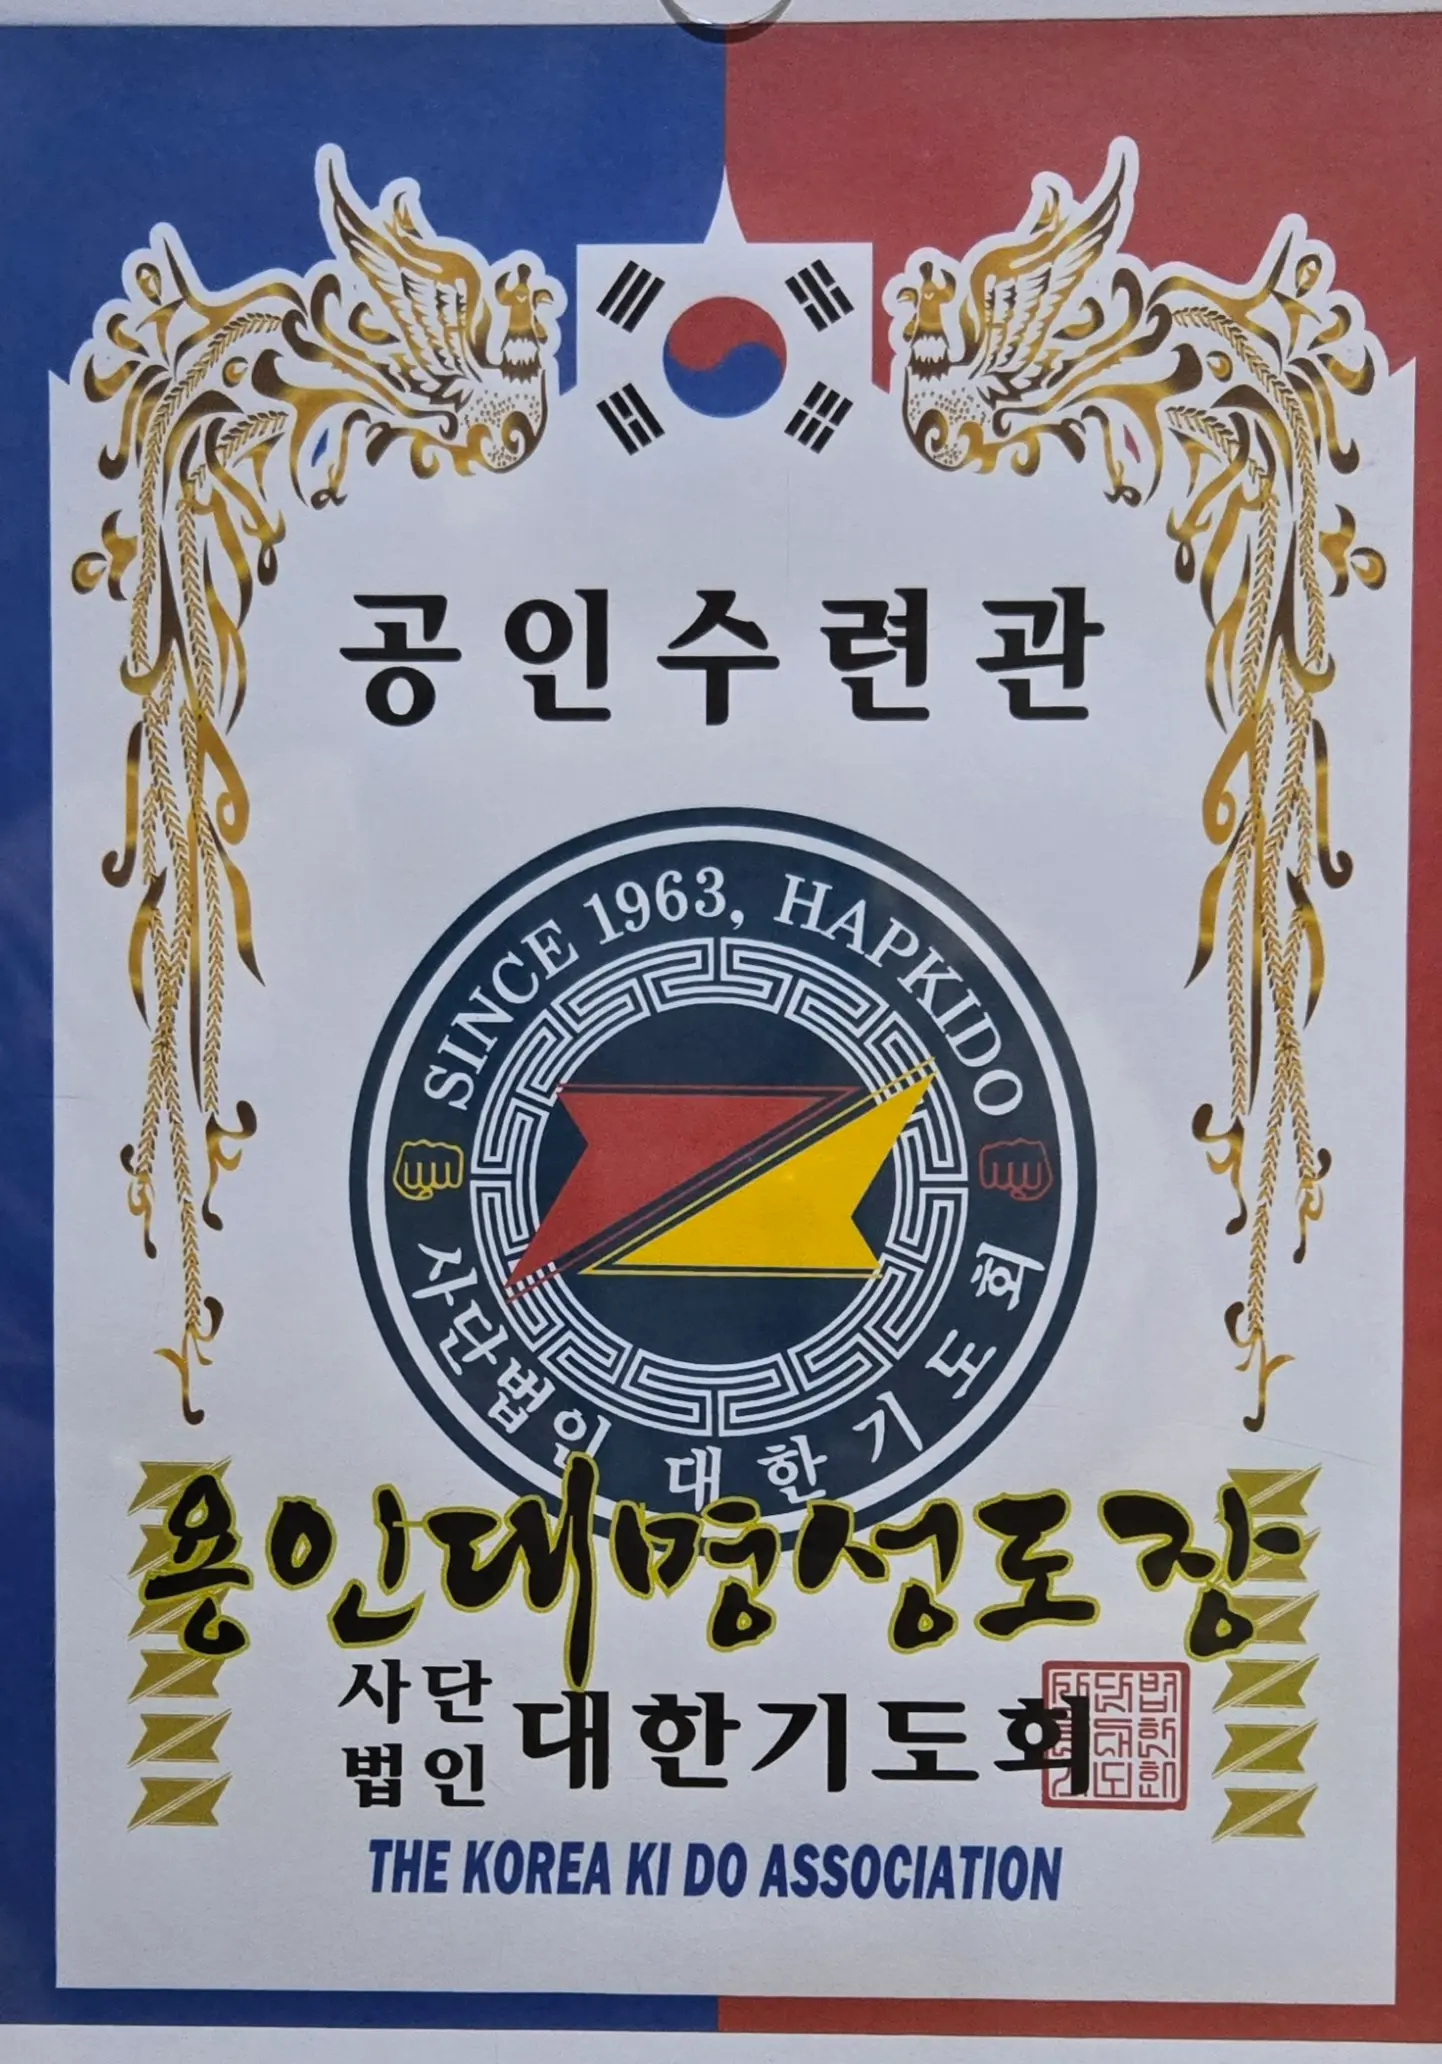 공인수련관
SINCE 1963, HAPKIDO
사단법인 대한기도회
용인대명성도장
사단
법인 대한기도회
THE KOREA KI DO ASSOCIATION